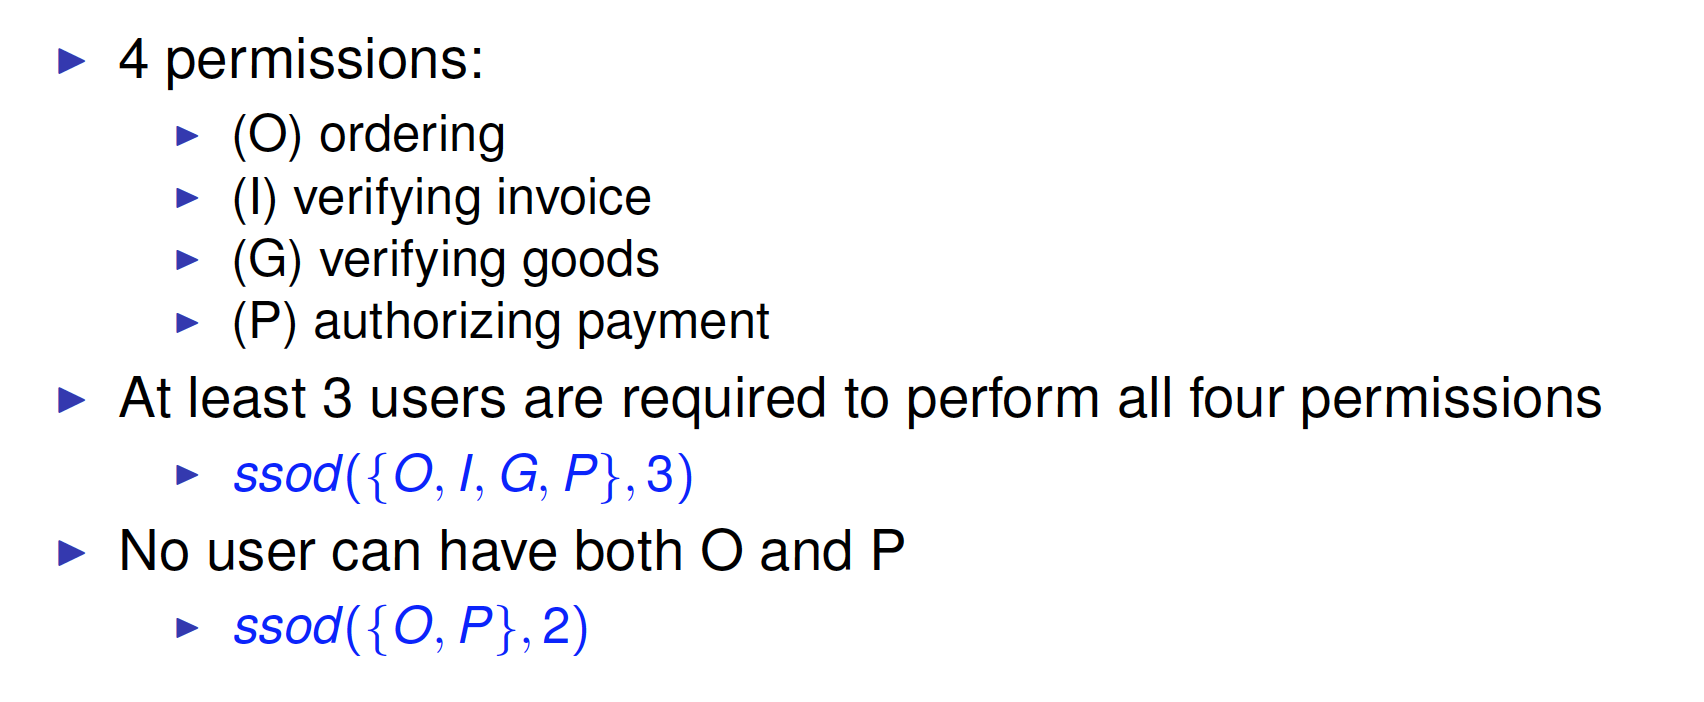 4 permissions:
(O) ordering
(I) verifying invoice
(G) verifying goods
(P) authorizing payment
At least 3 users are required to perform all four permissions
ssod({O, I, G, P}, 3)
No user can have both O and P
ssod({O, P}, 2)